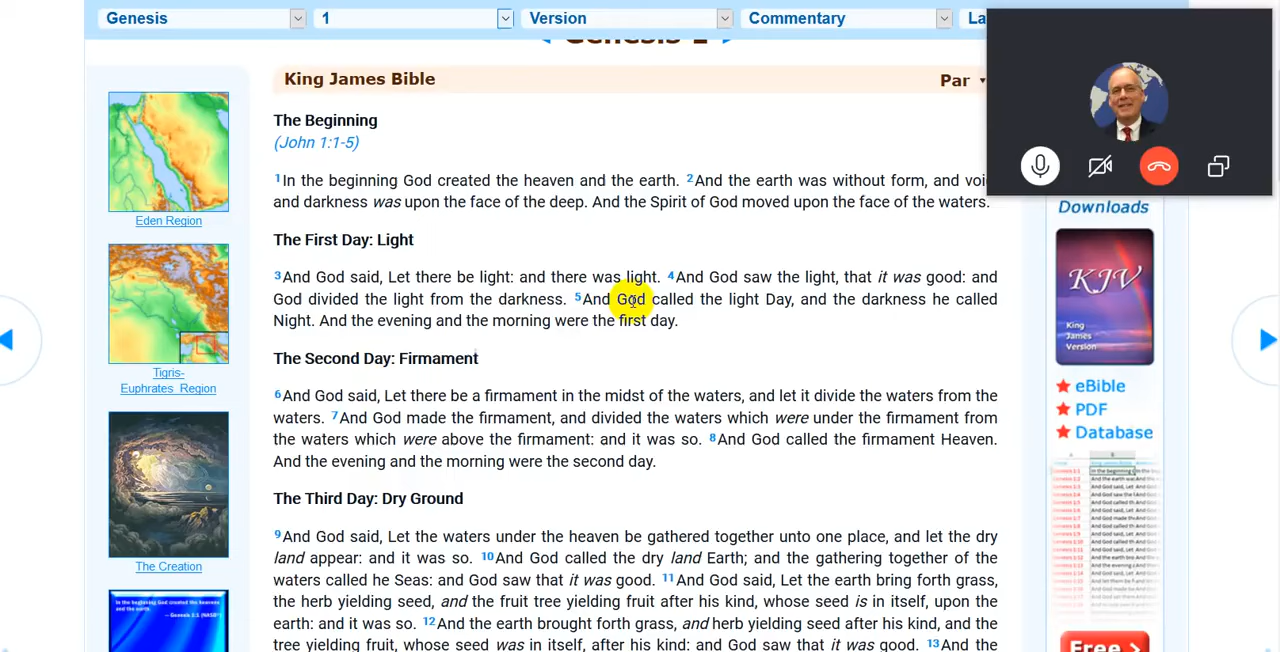 Genesis 1 Version Commentary La
King James Bible Par
The Beginning
(John 1:1-5)
1In the beginning God created the heaven and the earth. 2And the earth was without form, and voi
and darkness was upon the face of the deep. And the Spirit of God moved upon the face of the waters.
The First Day: Light
3And God said, Let there be light: and there was light. 4And God saw the light, that it was good: and
God divided the light from the darkness. 5And God called the light Day, and the darkness he called
Night. And the evening and the morning were the first day.
The Second Day: Firmament
6And God said, Let there be a firmament in the midst of the waters, and let it divide the waters from the
waters. 7And God made the firmament, and divided the waters which were under the firmament from
the waters which were above the firmament: and it was so. 8And God called the firmament Heaven.
And the evening and the morning were the second day.
The Third Day: Dry Ground
9And God said, Let the waters under the heaven be gathered together unto one place, and let the dry
land appear: and it was so. 10And God called the dry land Earth; and the gathering together of the
waters called he Seas: and God saw that it was good. 11And God said, Let the earth bring forth grass,
the herb yielding seed, and the fruit tree yielding fruit after his kind, whose seed is in itself, upon the
earth: and it was so. 12And the earth brought forth grass, and herb yielding seed after his kind, and the
tree yielding fruit, whose seed was in itself, after his kind: and God saw that it was good. 13And the
Eden Region
Tigris-
Euphrates Region
The Creation
In the beginning God created the heavens
and the earth.
Downloads
KJV
King
James
Version
eBible
PDF
Database
Free >